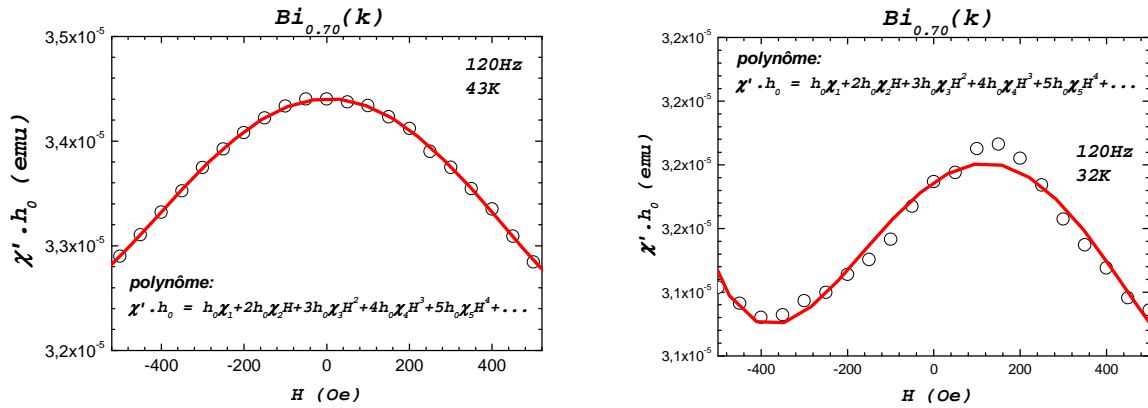 Bi₀.₇₀(k)
3,5x10⁻⁵
3,4x10⁻⁵
3,3x10⁻⁵
3,2x10⁻⁵
χ'.h₀ (emu)
120Hz
43K
polynôme:
χ'.h₀ = h₀χ₁+2h₀χ₂H+3h₀χ₃H²+4h₀χ₄H³+5h₀χ₅H⁴+...
-400 -200 0 200 400
H (Oe)
Bi₀.₇₀(k)
3,2x10⁻⁵
3,2x10⁻⁵
3,2x10⁻⁵
3,2x10⁻⁵
3,1x10⁻⁵
3,1x10⁻⁵
χ'.h₀ (emu)
polynôme:
χ'.h₀ = h₀χ₁+2h₀χ₂H+3h₀χ₃H²+4h₀χ₄H³+5h₀χ₅H⁴+...
120Hz
32K
-400 -200 0 200 400
H (Oe)